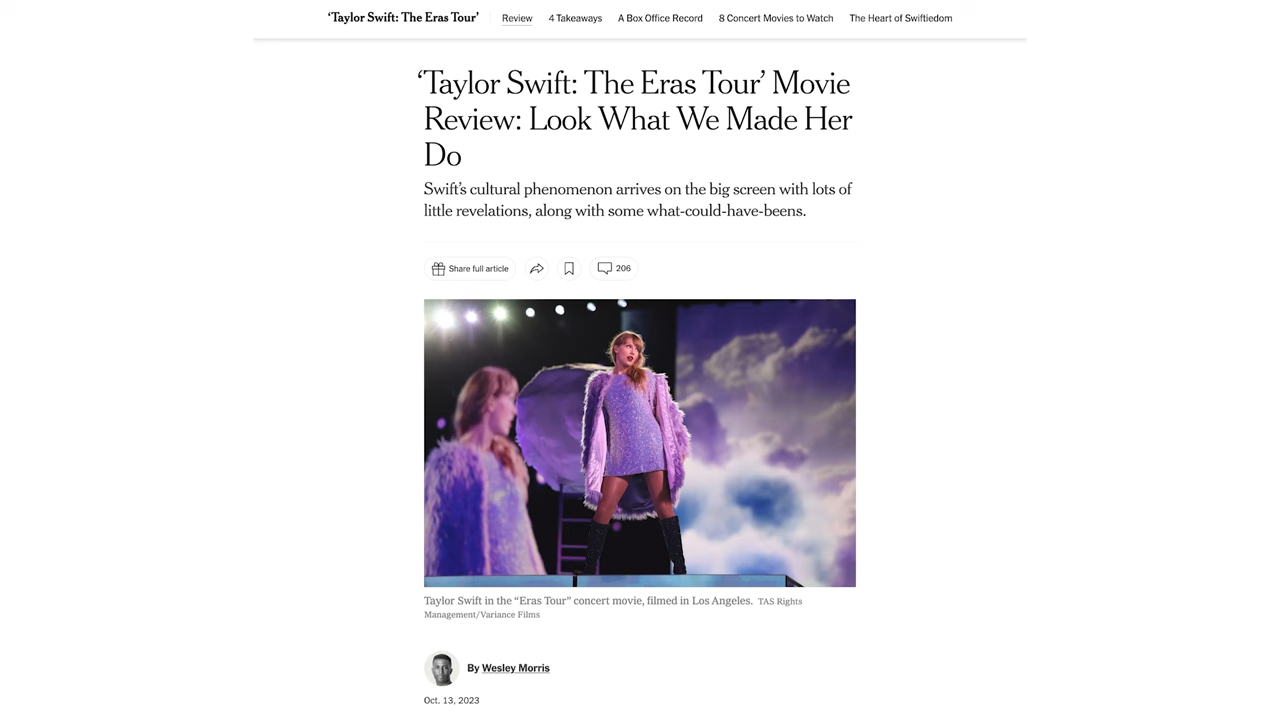 ‘Taylor Swift: The Eras Tour’ Review 4 Takeaways A Box Office Record 8 Concert Movies to Watch The Heart of Swiftiedom
‘Taylor Swift: The Eras Tour’ Movie
Review: Look What We Made Her
Do
Swift’s cultural phenomenon arrives on the big screen with lots of
little revelations, along with some what-could-have-beens.
Share full article 206
Taylor Swift in the “Eras Tour” concert movie, filmed in Los Angeles. TAS Rights
Management/Variance Films
By Wesley Morris
Oct. 13, 2023